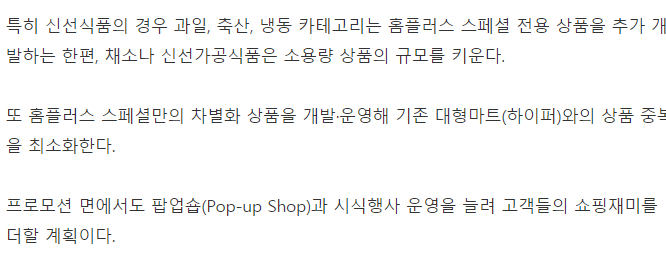 특히 신선식품의 경우 과일, 축산, 냉동 카테고리는 홈플러스 스페셜 전용 상품을 추가 개
발하는 한편, 채소나 신선가공식품은 소용량 상품의 규모를 키운다.
또 홈플러스 스페셜만의 차별화 상품을 개발·운영해 기존 대형마트(하이퍼)와의 상품 중복
을 최소화한다.
프로모션 면에서도 팝업숍(Pop-up Shop)과 시식행사 운영을 늘려 고객들의 쇼핑재미를
더할 계획이다.